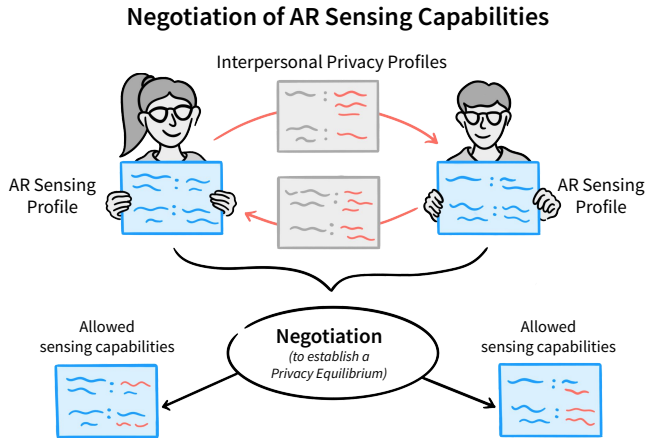 Negotiation of AR Sensing Capabilities
Interpersonal Privacy Profiles
AR Sensing
Profile
AR Sensing
Profile
Allowed
sensing capabilities
Negotiation
(to establish a
Privacy Equilibrium)
Allowed
sensing capabilities